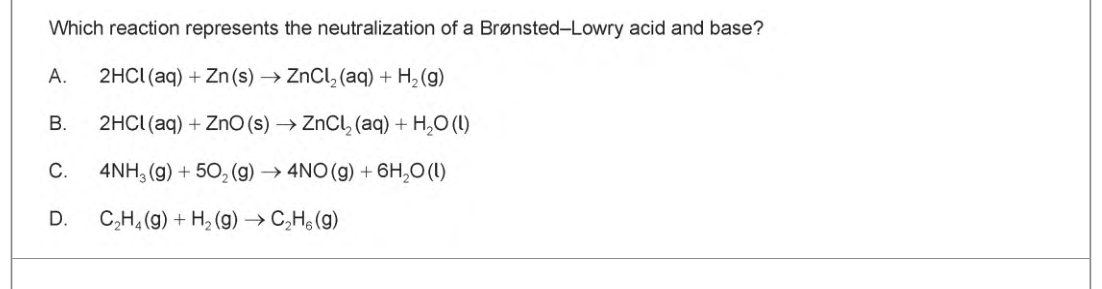 Which reaction represents the neutralization of a Brønsted–Lowry acid and base?
A. 2HCl (aq) + Zn (s) → ZnCl₂ (aq) + H₂ (g)
B. 2HCl (aq) + ZnO (s) → ZnCl₂ (aq) + H₂O (l)
C. 4NH₃ (g) + 5O₂ (g) → 4NO (g) + 6H₂O (l)
D. C₂H₄ (g) + H₂ (g) → C₂H₆ (g)